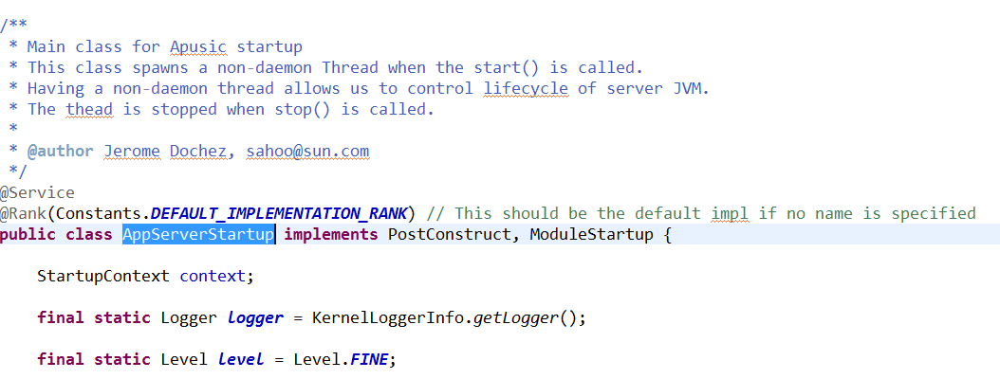 /**
 * Main class for Apusic startup
 * This class spawns a non-daemon Thread when the start() is called.
 * Having a non-daemon thread allows us to control lifecycle of server JVM.
 * The thead is stopped when stop() is called.
 *
 * @author Jerome Dochez, sahoo@sun.com
 */
@Service
@Rank(Constants.DEFAULT_IMPLEMENTATION_RANK) // This should be the default impl if no name is specified
public class AppServerStartup implements PostConstruct, ModuleStartup {
    StartupContext context;
    final static Logger logger = KernelLoggerInfo.getLogger();
    final static Level level = Level.FINE;